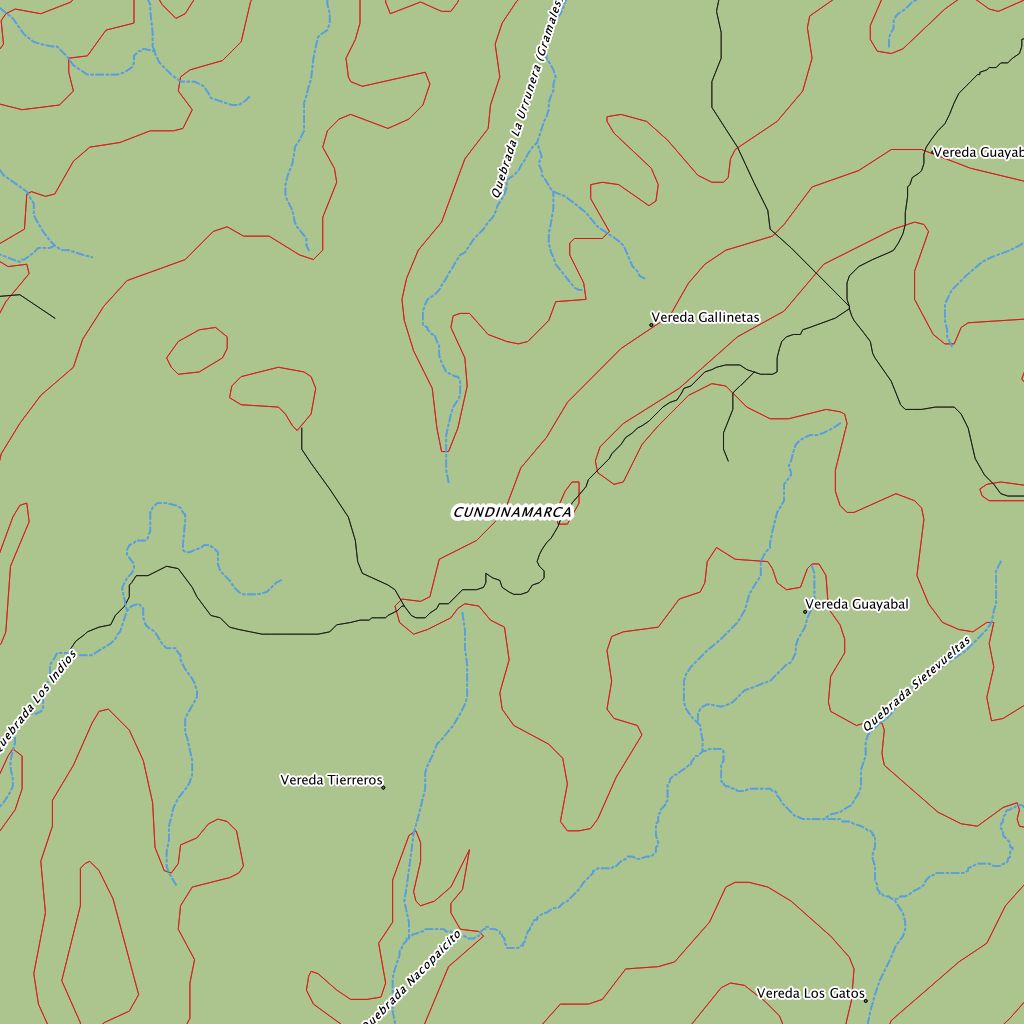 Quebrada La Urrunera (Gramales)
Vereda Guayab
Vereda Gallinetas
CUNDINAMARCA
Vereda Guayabal
Quebrada Sietevueltas
Quebrada Los Indios
Vereda Tierreros
Quebrada Nacopaicito
Vereda Los Gatos